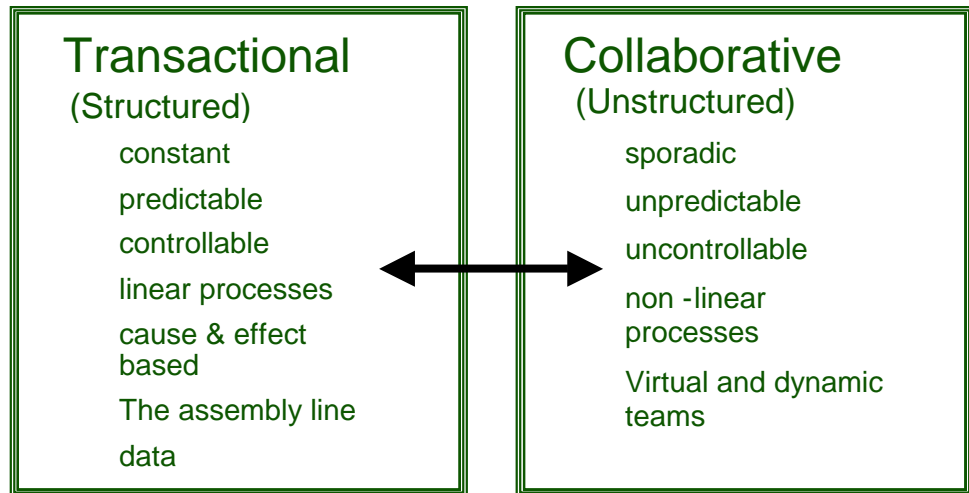 Transactional
(Structured)
constant
predictable
controllable
linear processes
cause & effect
based
The assembly line
data
Collaborative
(Unstructured)
sporadic
unpredictable
uncontrollable
non -linear
processes
Virtual and dynamic
teams